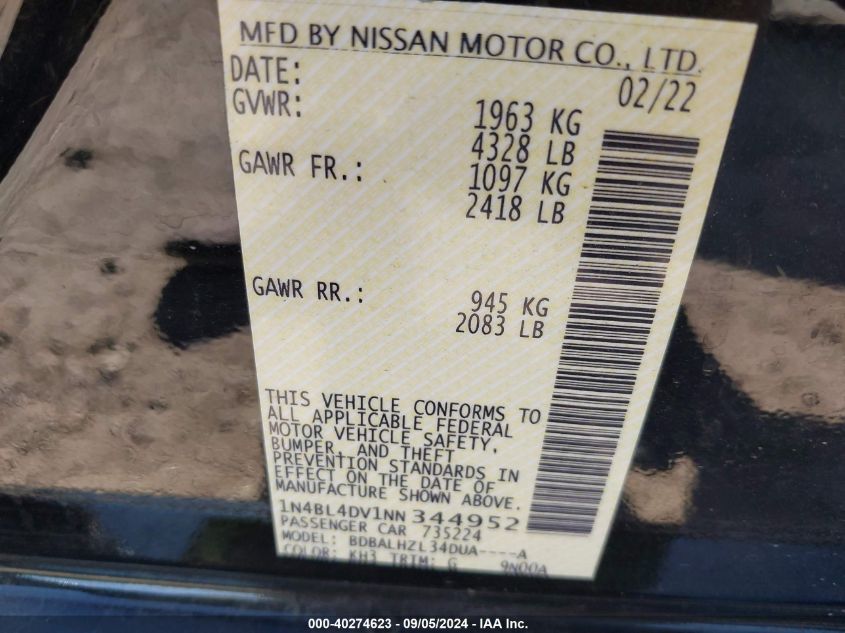 MFD BY NISSAN MOTOR CO., LTD.
DATE: 02/22
GVWR: 1963 KG
4328 LB
GAWR FR.: 1097 KG
2418 LB
GAWR RR.: 945 KG
2083 LB
THIS VEHICLE CONFORMS TO
ALL APPLICABLE FEDERAL
MOTOR VEHICLE SAFETY,
BUMPER, AND THEFT
PREVENTION STANDARDS IN
EFFECT ON THE DATE OF
MANUFACTURE SHOWN ABOVE.
1N4BL4DV1NN 344952
PASSENGER CAR 735224
MODEL: BDBALHZL34DUA----A
COLOR: KH3 TRIM: G 9N00A
000-40274623 - 09/05/2024 - IAA Inc.